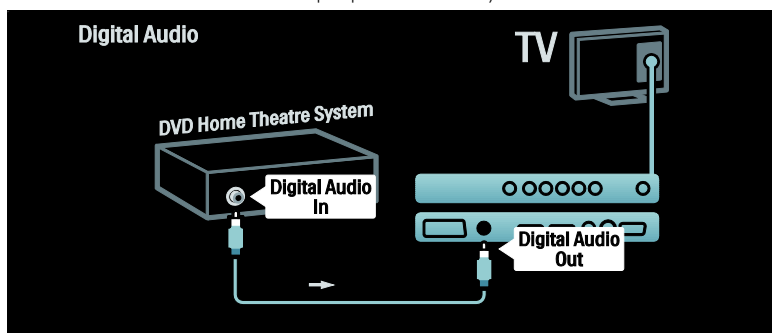 Digital Audio
TV
DVD Home Theatre System
Digital Audio
In
Digital Audio
Out